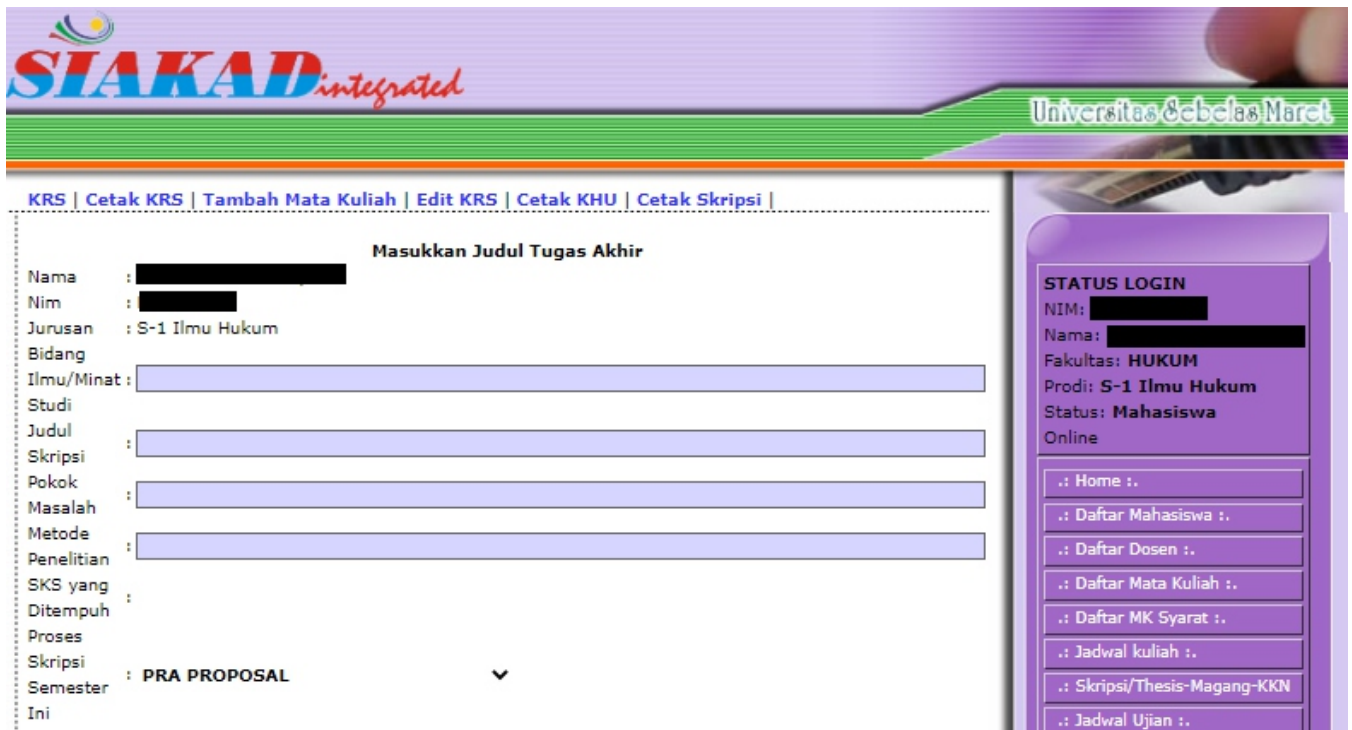 SIAKAD integrated
Universitas Sebelas Maret
KRS | Cetak KRS | Tambah Mata Kuliah | Edit KRS | Cetak KHU | Cetak Skripsi |
Masukkan Judul Tugas Akhir
Nama :
Nim :
Jurusan : S-1 Ilmu Hukum
Bidang
Ilmu/Minat :
Studi
Judul
Skripsi :
Pokok
Masalah :
Metode
Penelitian :
SKS yang
Ditempuh :
Proses
Skripsi
Semester
Ini
: PRA PROPOSAL
STATUS LOGIN
NIM:
Nama:
Fakultas: HUKUM
Prodi: S-1 Ilmu Hukum
Status: Mahasiswa
Online
.: Home :.
.: Daftar Mahasiswa :.
.: Daftar Dosen :.
.: Daftar Mata Kuliah :.
.: Daftar MK Syarat :.
.: Jadwal kuliah :.
.: Skripsi/Thesis-Magang-KKN
.: Jadwal Ujian :.